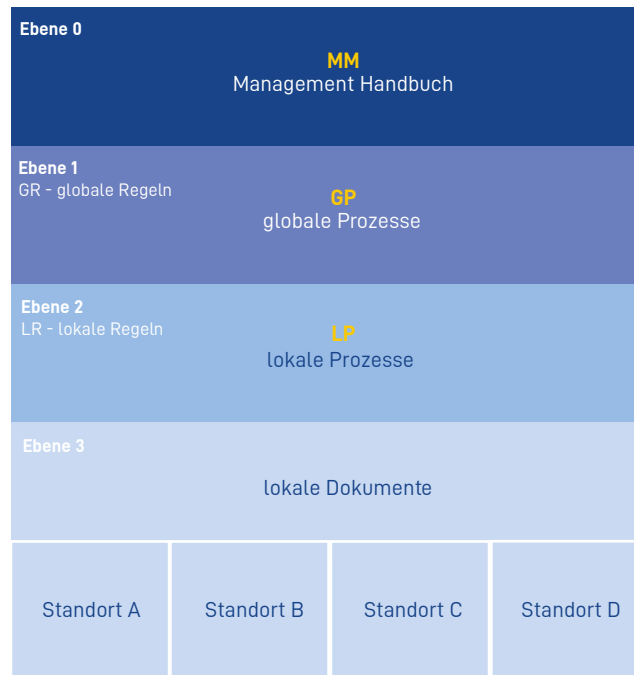 Ebene 0
MM
Management Handbuch
Ebene 1
GR - globale Regeln
GP
globale Prozesse
Ebene 2
LR - lokale Regeln
LP
lokale Prozesse
Ebene 3
lokale Dokumente
Standort A
Standort B
Standort C
Standort D